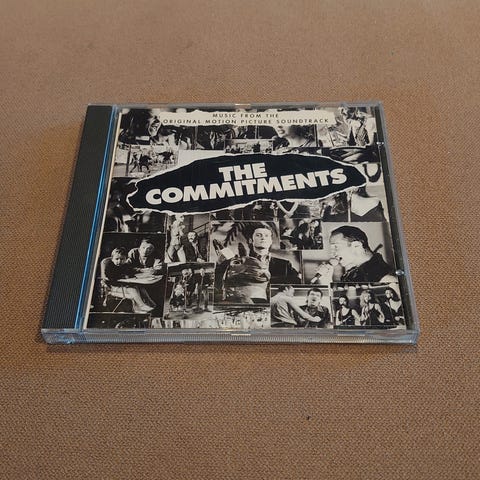 MUSIC FROM THE
ORIGINAL MOTION PICTURE SOUNDTRACK
THE
COMMITMENTS